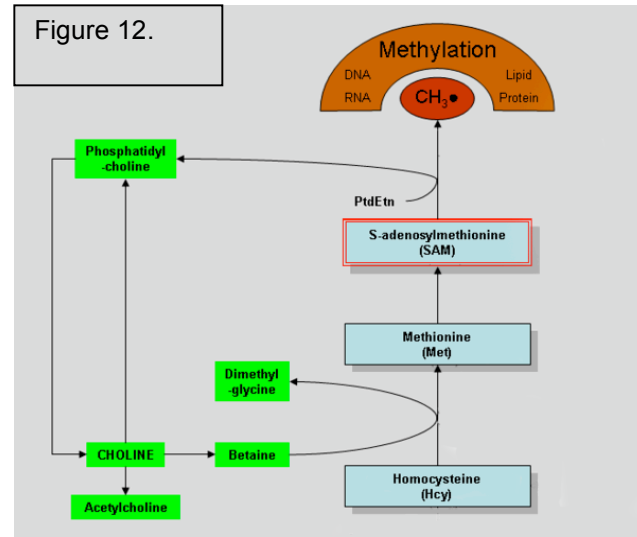 Figure 12.
Methylation
DNA
Lipid
RNA
CH3•
Protein
Phosphatidyl
-choline
PtdEtn
S-adenosylmethionine
(SAM)
Methionine
(Met)
Dimethyl
-glycine
CHOLINE
Betaine
Homocysteine
(Hcy)
Acetylcholine